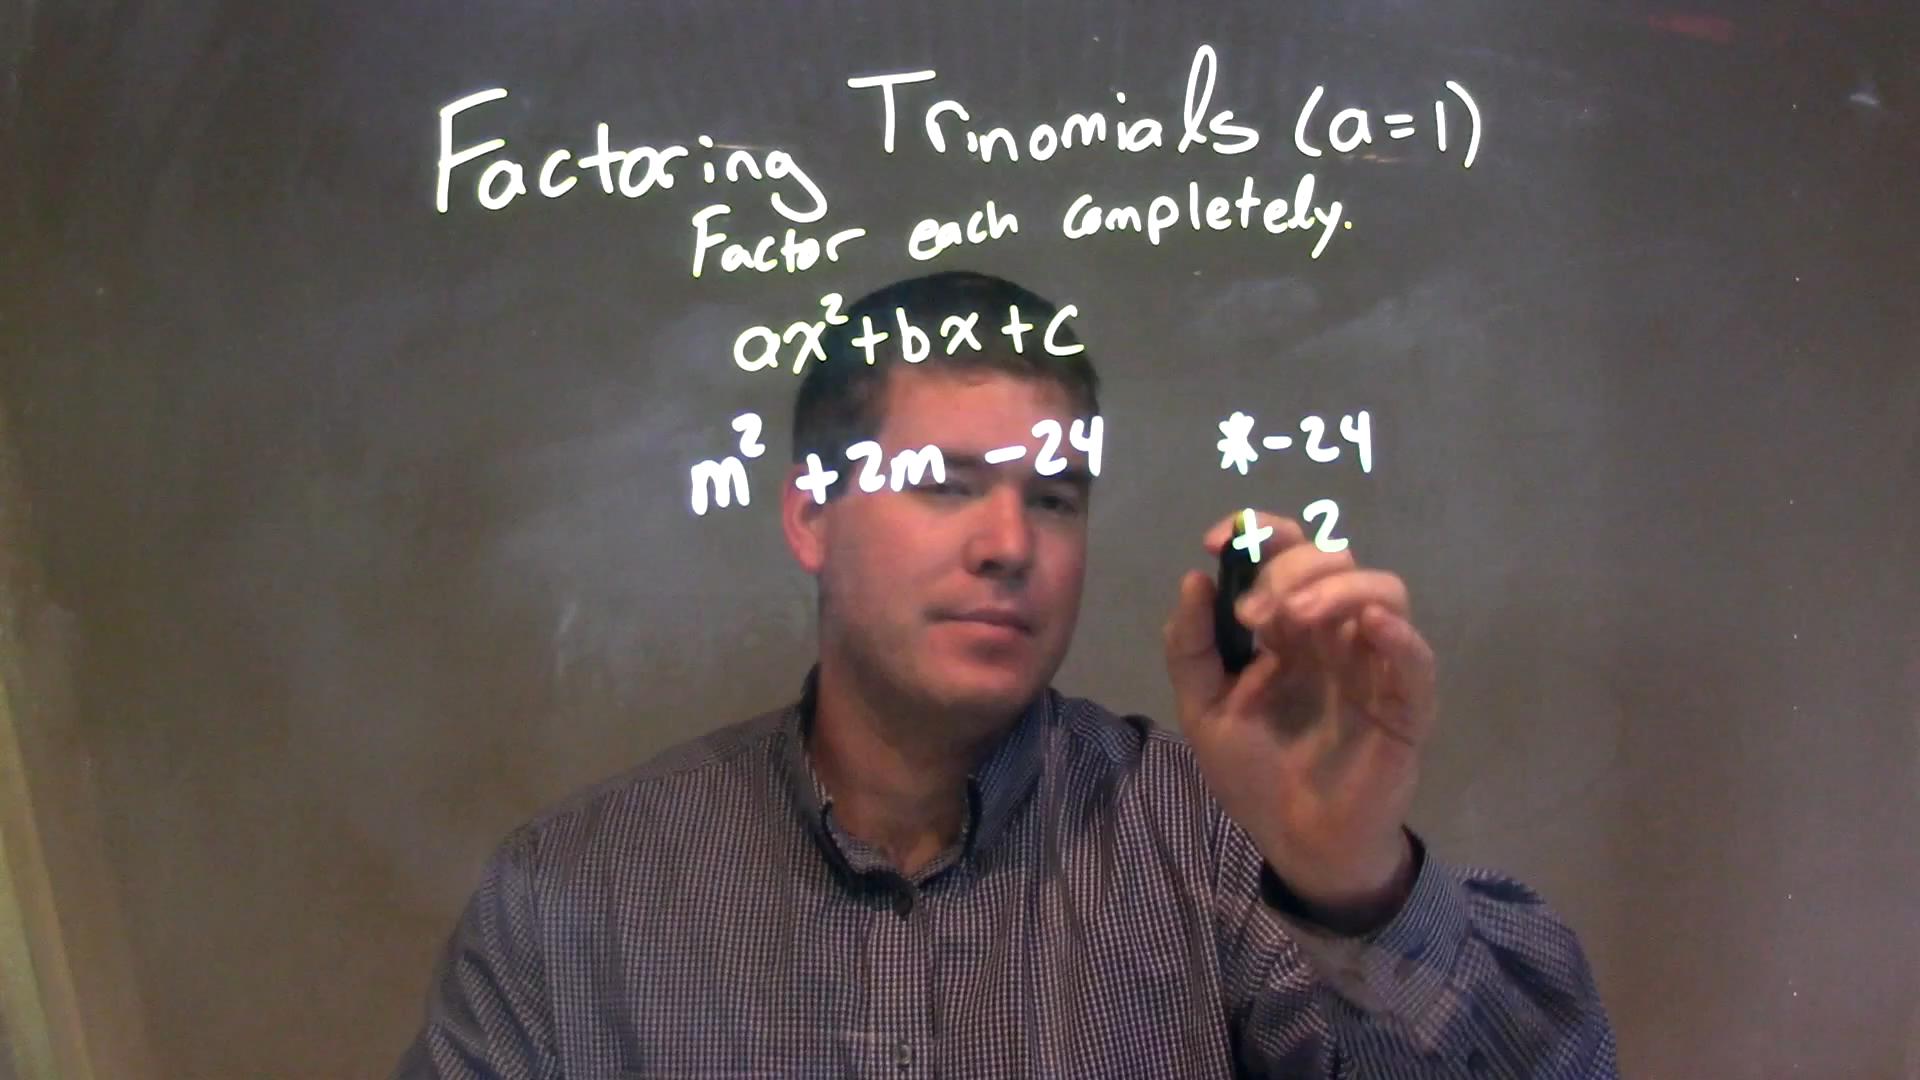 Factoring Trinomials (a=1)
Factor each completely.
ax²+bx+c
m² +2m -24 *-24
+ 2